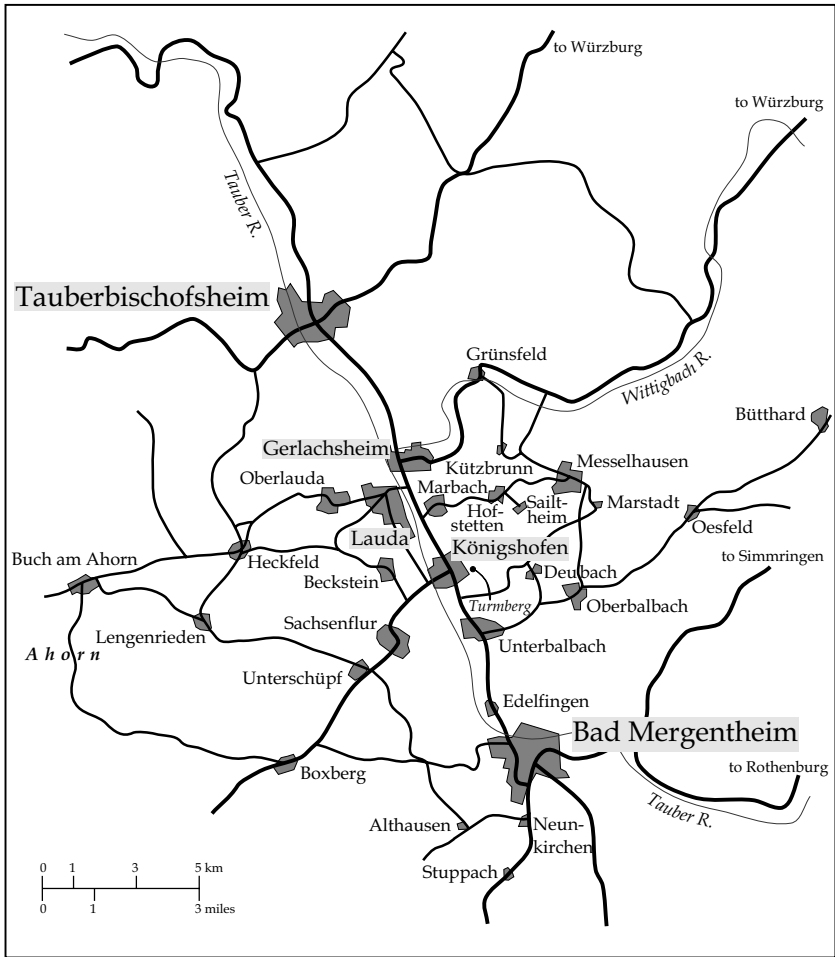 to Würzburg
to Würzburg
Tauber R.
Tauberbischofsheim
Grünsfeld
Wittigbach R.
Bütthard
Gerlachsheim
Kützbrunn
Messelhausen
Oberlauda
Marbach
Hof-
stetten
Sailt-
heim
Marstadt
Oesfeld
Lauda
Königshofen
to Simmringen
Buch am Ahorn
Heckfeld
Beckstein
Deubach
Turmberg
Oberbalbach
Lengenrieden
Sachsenflur
Unterbalbach
Ahorn
Unterschüpf
Edelfingen
Bad Mergentheim
Boxberg
to Rothenburg
Tauber R.
Althausen
Neun-
kirchen
Stuppach
0 1 3 5 km
0 1 3 miles